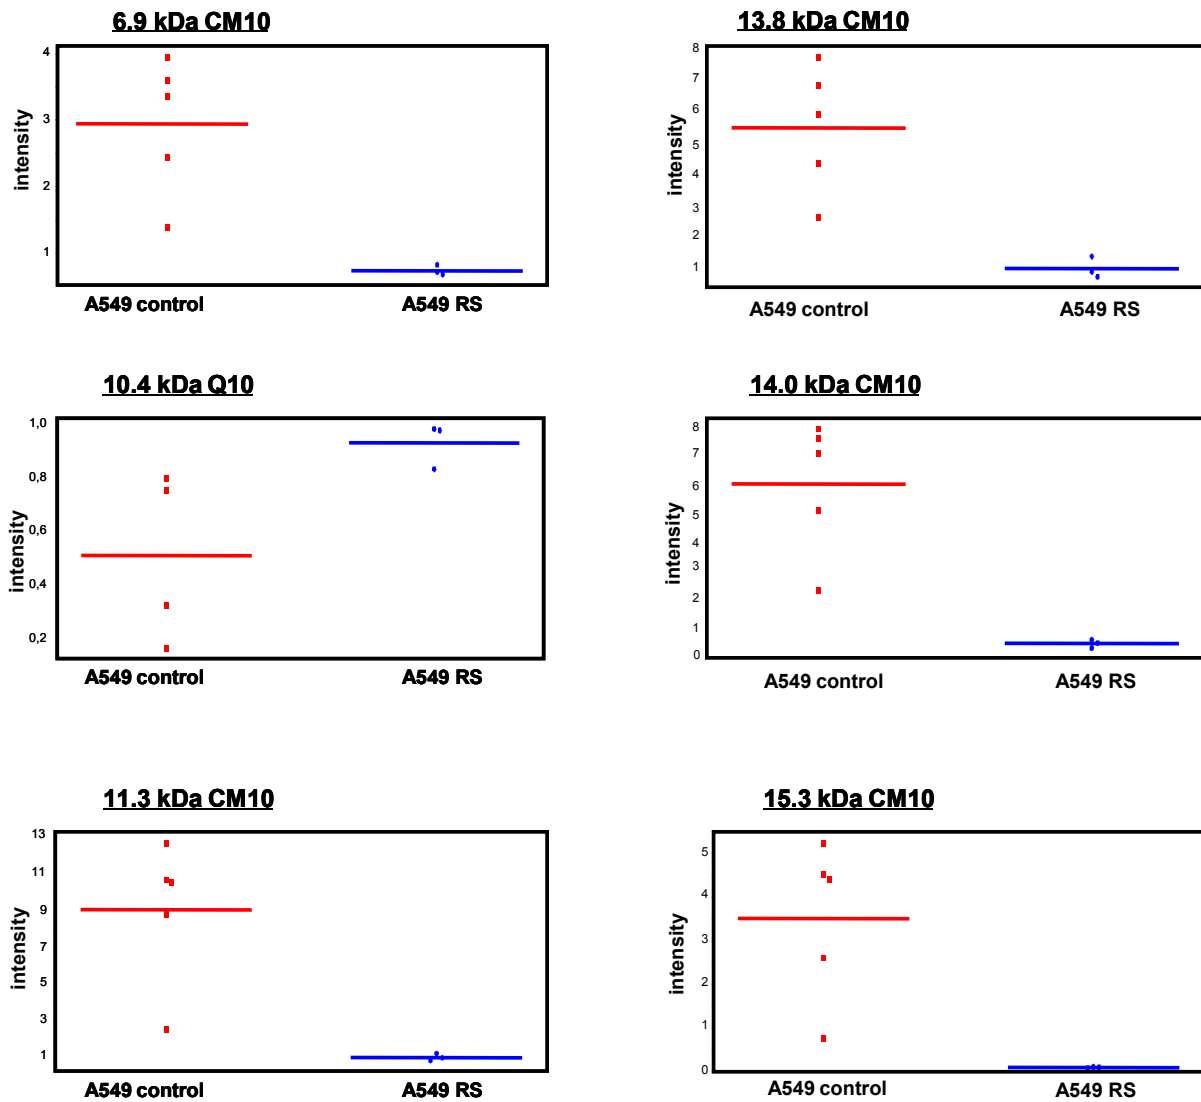 6.9 kDa CM10
4
3
2
1
intensity
A549 control
A549 RS
13.8 kDa CM10
8
7
6
5
4
3
2
1
intensity
A549 control
A549 RS
10.4 kDa Q10
1,0
0,8
0,6
0,4
0,2
intensity
A549 control
A549 RS
14.0 kDa CM10
8
7
6
5
4
3
2
1
0
intensity
A549 control
A549 RS
11.3 kDa CM10
13
11
9
7
5
3
1
intensity
A549 control
A549 RS
15.3 kDa CM10
5
4
3
2
1
0
intensity
A549 control
A549 RS